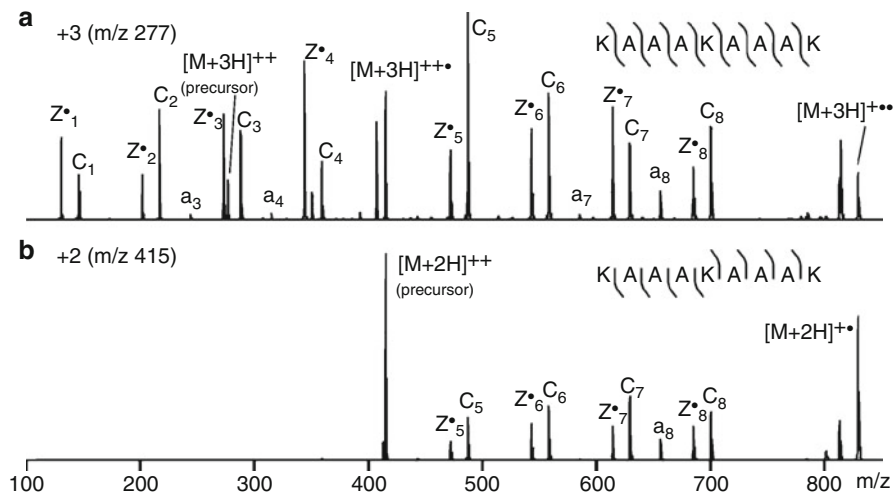 a
+3 (m/z 277)
[M+3H]++
(precursor)
Z•1
C1
Z•2
C2
a3
Z•3
C3
a4
Z•4
C4
[M+3H]++•
Z•5
C5
Z•6
C6
a7
Z•7
C7
a8
Z•8
C8
[M+3H]+••
KAAAKAAAK
b
+2 (m/z 415)
[M+2H]++
(precursor)
Z•5
C5
Z•6
C6
Z•7
C7
a8
Z•8
C8
[M+2H]+•
KAAAKAAAK
100 200 300 400 500 600 700 800 m/z